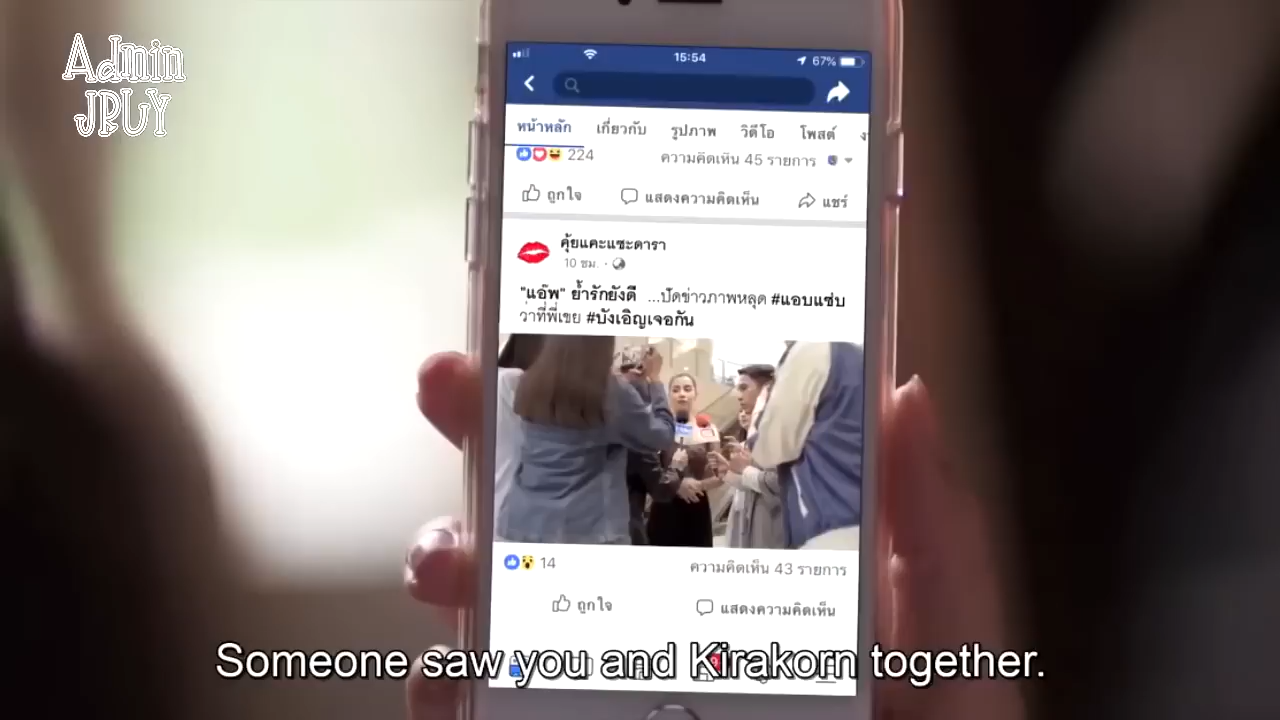 Admin
JPUY
15:54
67%
หน้าหลัก เกี่ยวกับ รูปภาพ วิดีโอ โพสต์
224 ความคิดเห็น 45 รายการ
ถูกใจ แสดงความคิดเห็น แชร์
คุ้ยแคะแซะดารา
10 ชม.
"แอ๊พ" ย้ำรักยังดี ...ปัดข่าวภาพหลุด #แอบแซ่บ
ว่าที่พี่เขย #บังเอิญเจอกัน
14 ความคิดเห็น 43 รายการ
ถูกใจ แสดงความคิดเห็น
Someone saw you and Kirakorn together.